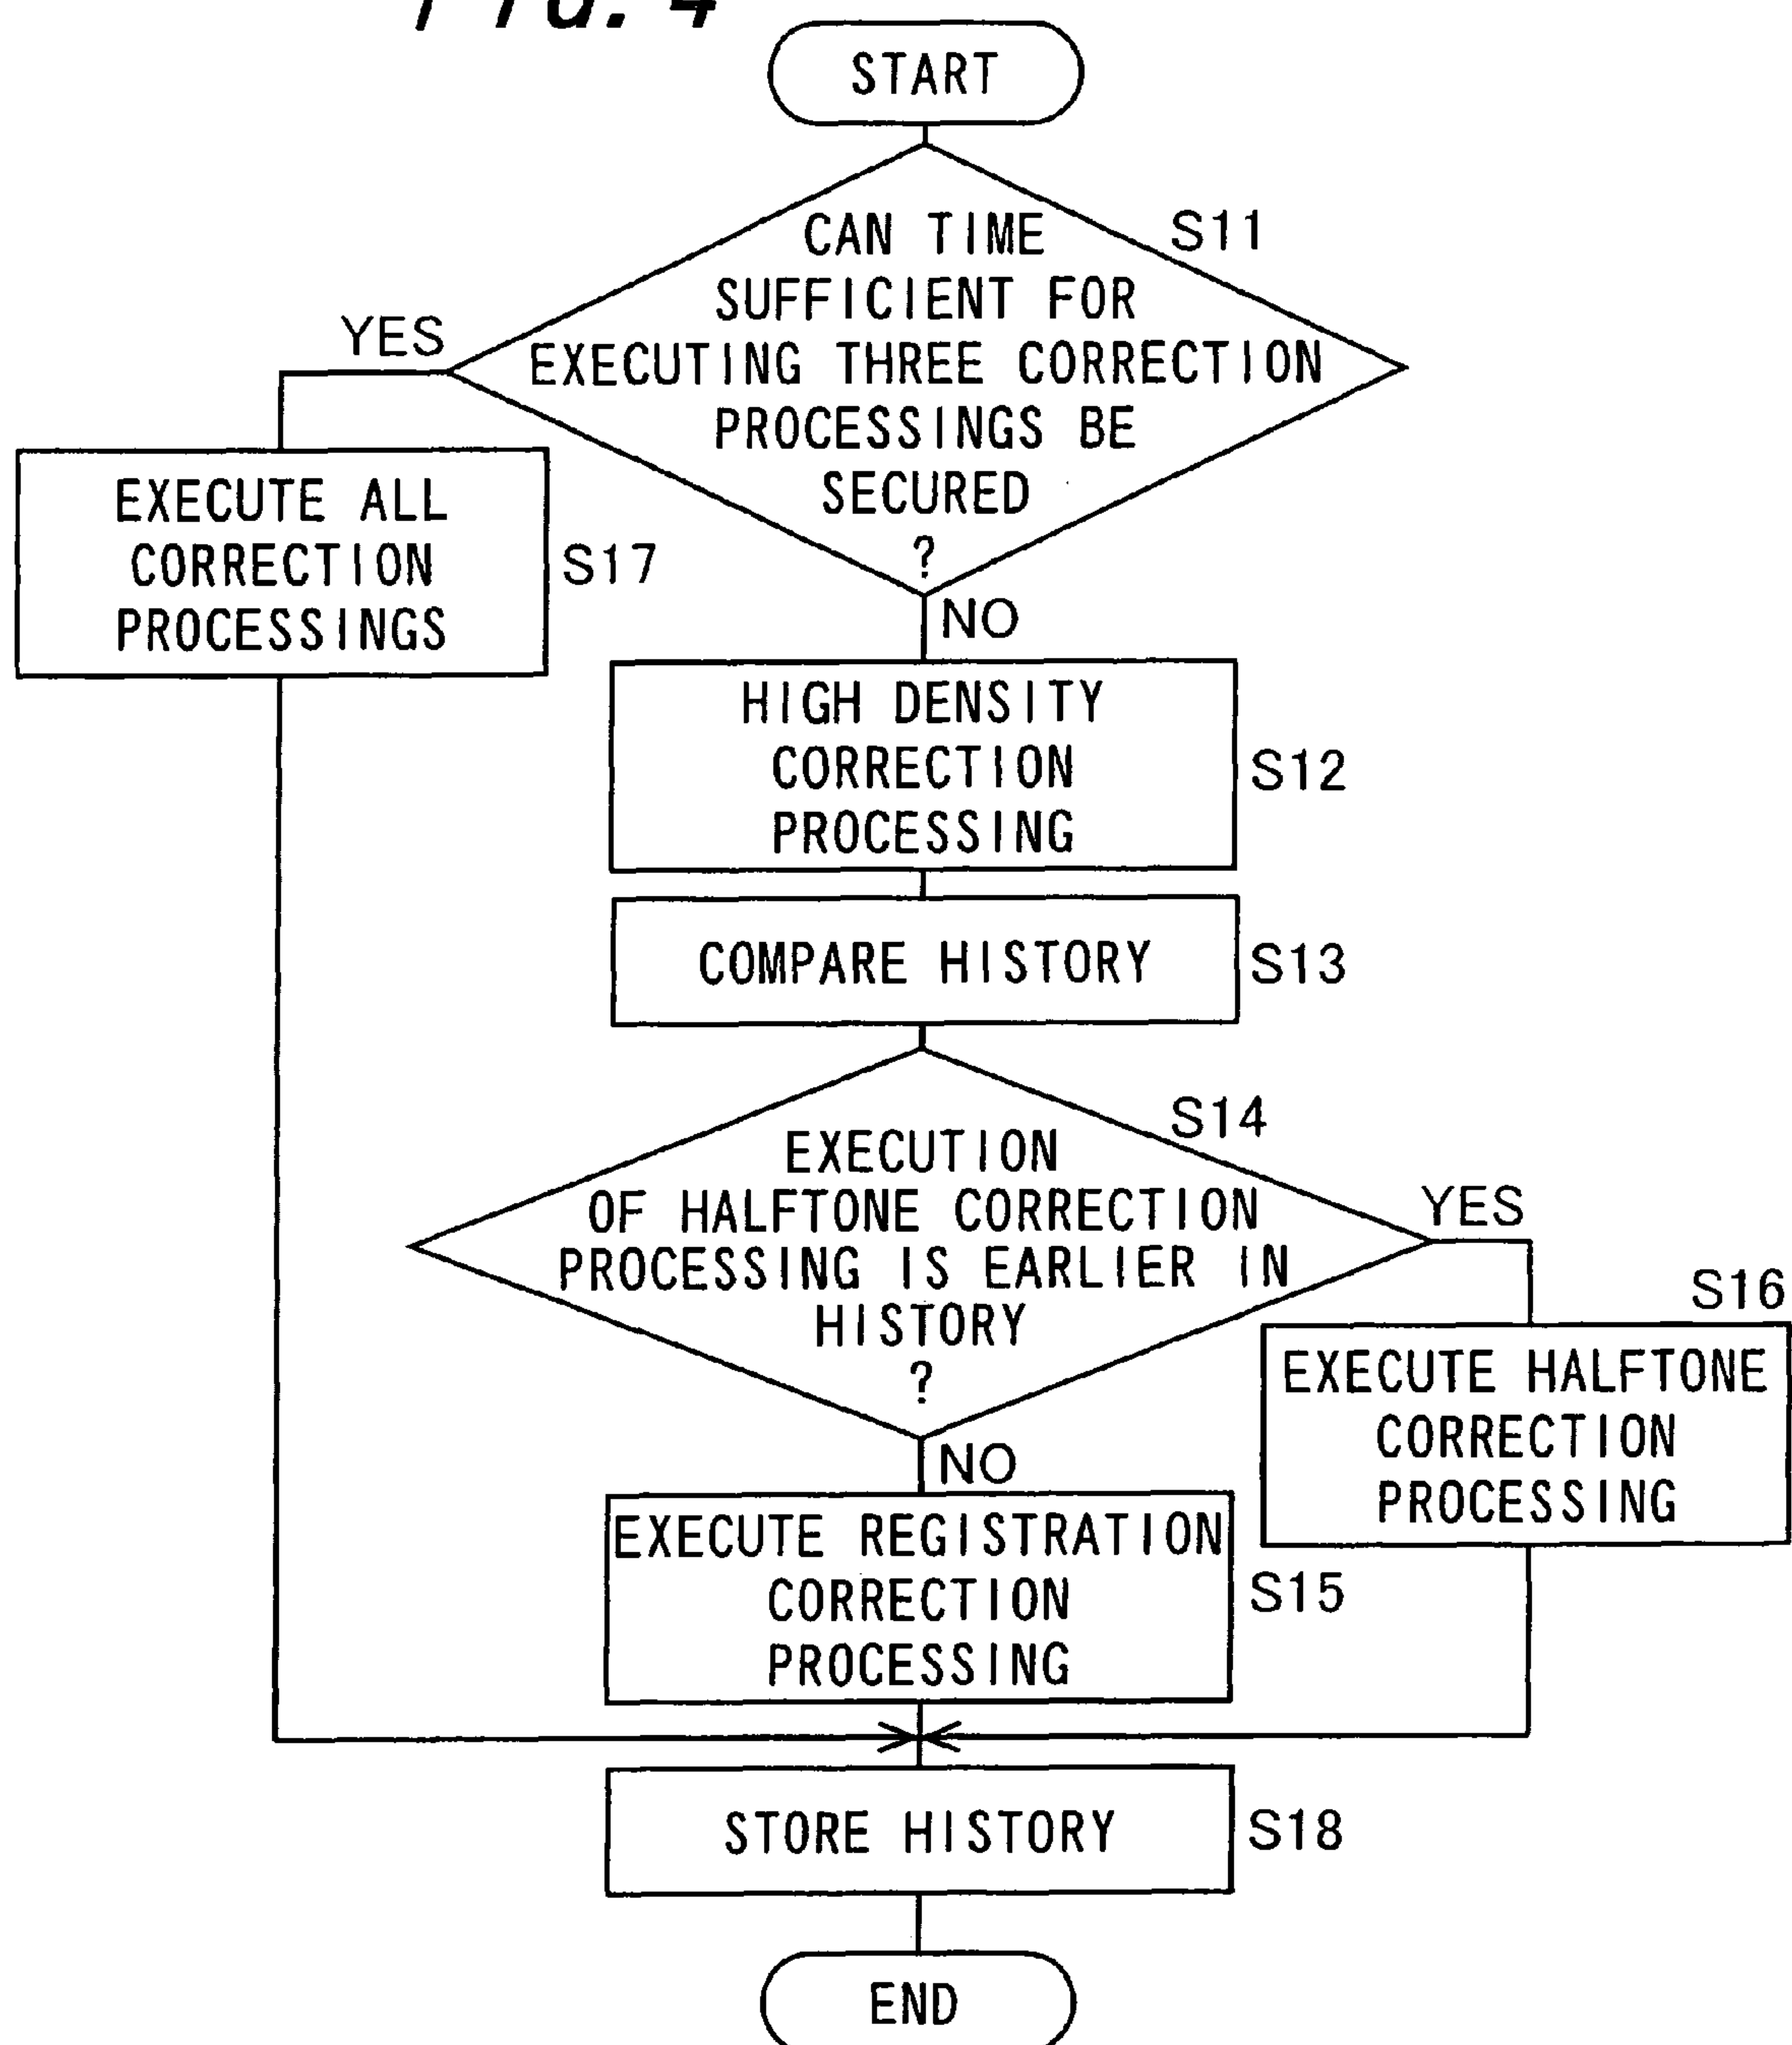 FIG. 4
START
CAN TIME
SUFFICIENT FOR
EXECUTING THREE CORRECTION
PROCESSINGS BE
SECURED
?
S11
YES
EXECUTE ALL
CORRECTION
PROCESSINGS
S17
NO
HIGH DENSITY
CORRECTION
PROCESSING
S12
COMPARE HISTORY
S13
EXECUTION
OF HALFTONE CORRECTION
PROCESSING IS EARLIER IN
HISTORY
?
S14
YES
S16
EXECUTE HALFTONE
CORRECTION
PROCESSING
NO
EXECUTE REGISTRATION
CORRECTION
PROCESSING
S15
STORE HISTORY
S18
END